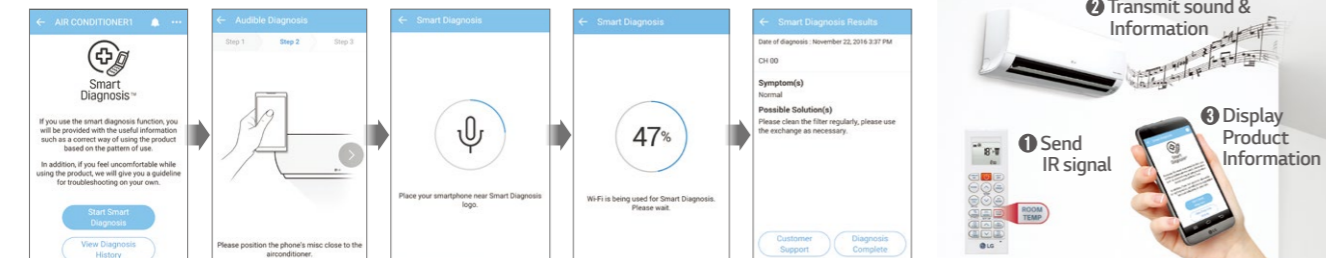 ← AIR CONDITIONER1
Smart
Diagnosis™
If you use the smart diagnosis function, you
will be provided with the useful information
such as a correct way of using the product
based on the pattern of use.
In addition, if you feel uncomfortable while
using the product, we will give you a guideline
for troubleshooting on your own.
Start Smart
Diagnosis
View Diagnosis
History
← Audible Diagnosis
Step 1 Step 2 Step 3
Please position the phone's misc close to the
airconditioner.
← Smart Diagnosis
Place your smartphone near Smart Diagnosis
logo.
← Smart Diagnosis
47%
Wi-Fi is being used for Smart Diagnosis.
Please wait.
← Smart Diagnosis Results
Date of diagnosis : November 22, 2016 3:37 PM
CH 00
Symptom(s)
Normal
Possible Solution(s)
Please clean the filter regularly, please use
the exchange as necessary.
Customer
Support
Diagnosis
Complete
❷ Transmit sound &
Information
❶ Send
IR signal
ROOM
TEMP
LG
❸ Display
Product
Information
Smart
Diagnosis
LG